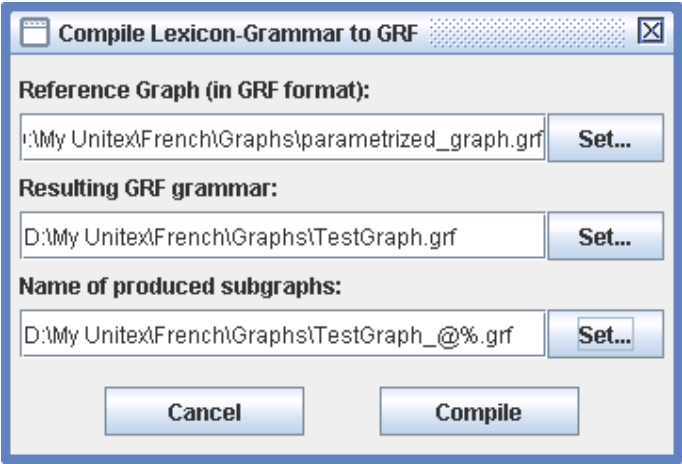 Compile Lexicon-Grammar to GRF
Reference Graph (in GRF format):
:\My Unitex\French\Graphs\parametrized_graph.grf Set...
Resulting GRF grammar:
D:\My Unitex\French\Graphs\TestGraph.grf Set...
Name of produced subgraphs:
D:\My Unitex\French\Graphs\TestGraph_@%.grf Set...
Cancel Compile